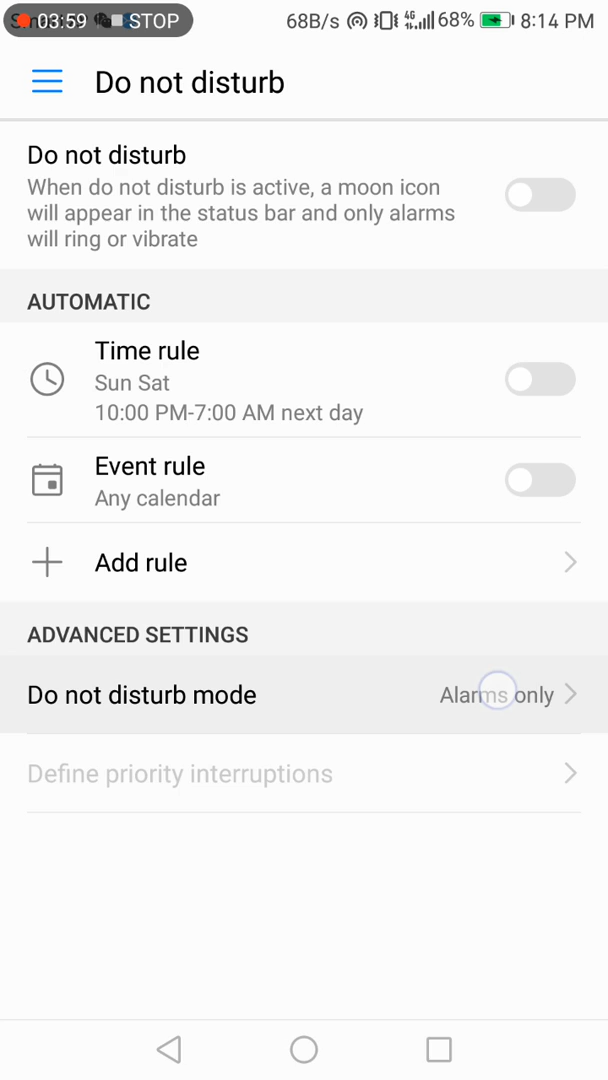 03:59 STOP 68B/s 4G 68% 8:14 PM
Do not disturb
Do not disturb
When do not disturb is active, a moon icon
will appear in the status bar and only alarms
will ring or vibrate
AUTOMATIC
Time rule
Sun Sat
10:00 PM-7:00 AM next day
Event rule
Any calendar
Add rule
ADVANCED SETTINGS
Do not disturb mode Alarms only
Define priority interruptions